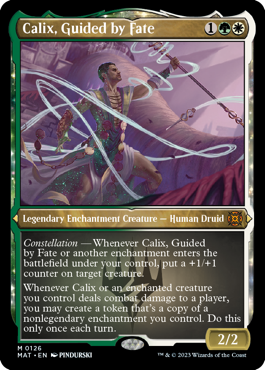 Calix, Guided by Fate 1
Legendary Enchantment Creature — Human Druid
Constellation — Whenever Calix, Guided
by Fate or another enchantment enters the
battlefield under your control, put a +1/+1
counter on target creature.
Whenever Calix or an enchanted creature
you control deals combat damage to a player,
you may create a token that's a copy of a
nonlegendary enchantment you control. Do this
only once each turn.
2/2
M 0126
MAT • EN PINDURSKI ™ & © 2023 Wizards of the Coast